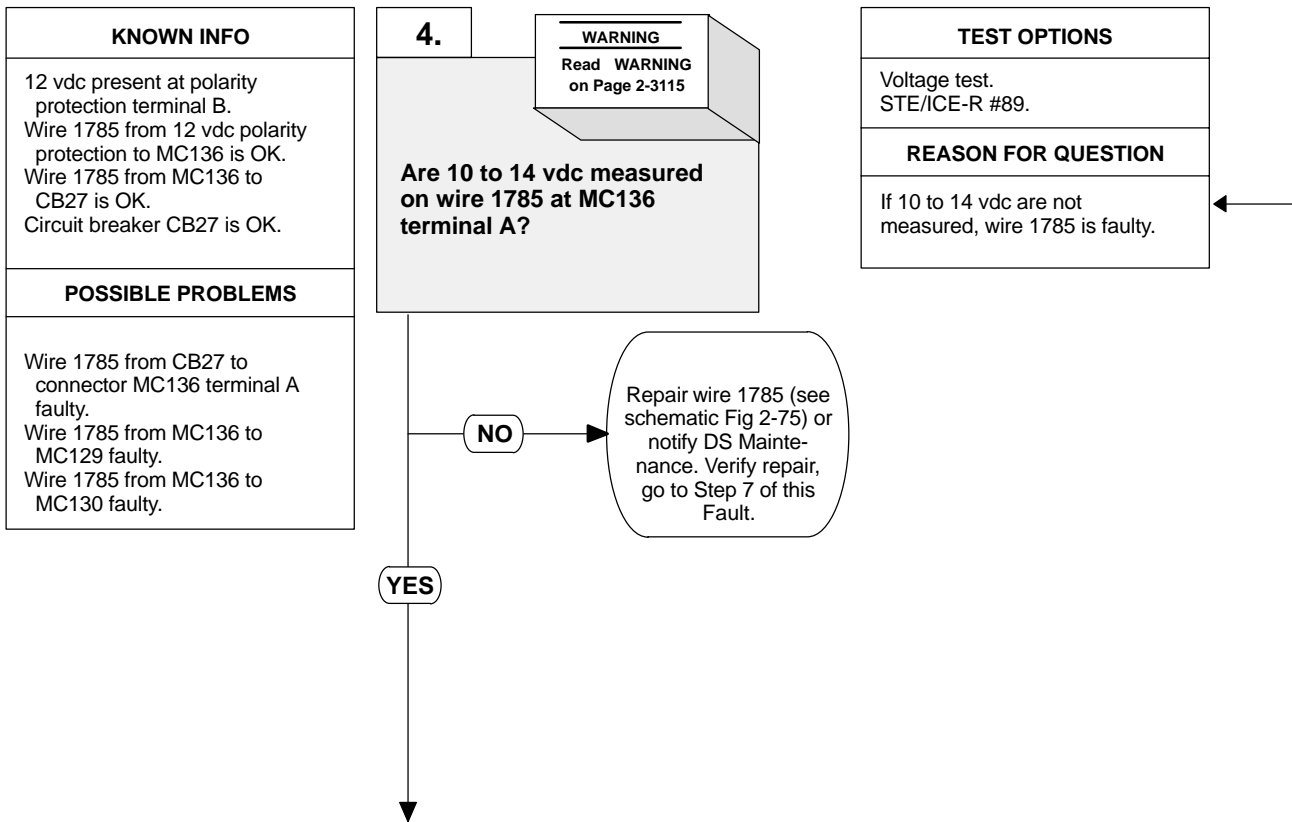 KNOWN INFO
12 vdc present at polarity
protection terminal B.
Wire 1785 from 12 vdc polarity
protection to MC136 is OK.
Wire 1785 from MC136 to
CB27 is OK.
Circuit breaker CB27 is OK.
POSSIBLE PROBLEMS
Wire 1785 from CB27 to
connector MC136 terminal A
faulty.
Wire 1785 from MC136 to
MC129 faulty.
Wire 1785 from MC136 to
MC130 faulty.
4.
WARNING
Read WARNING
on Page 2-3115
Are 10 to 14 vdc measured
on wire 1785 at MC136
terminal A?
NO
Repair wire 1785 (see
schematic Fig 2-75) or
notify DS Mainte-
nance. Verify repair,
go to Step 7 of this
Fault.
YES
TEST OPTIONS
Voltage test.
STE/ICE-R #89.
REASON FOR QUESTION
If 10 to 14 vdc are not
measured, wire 1785 is faulty.